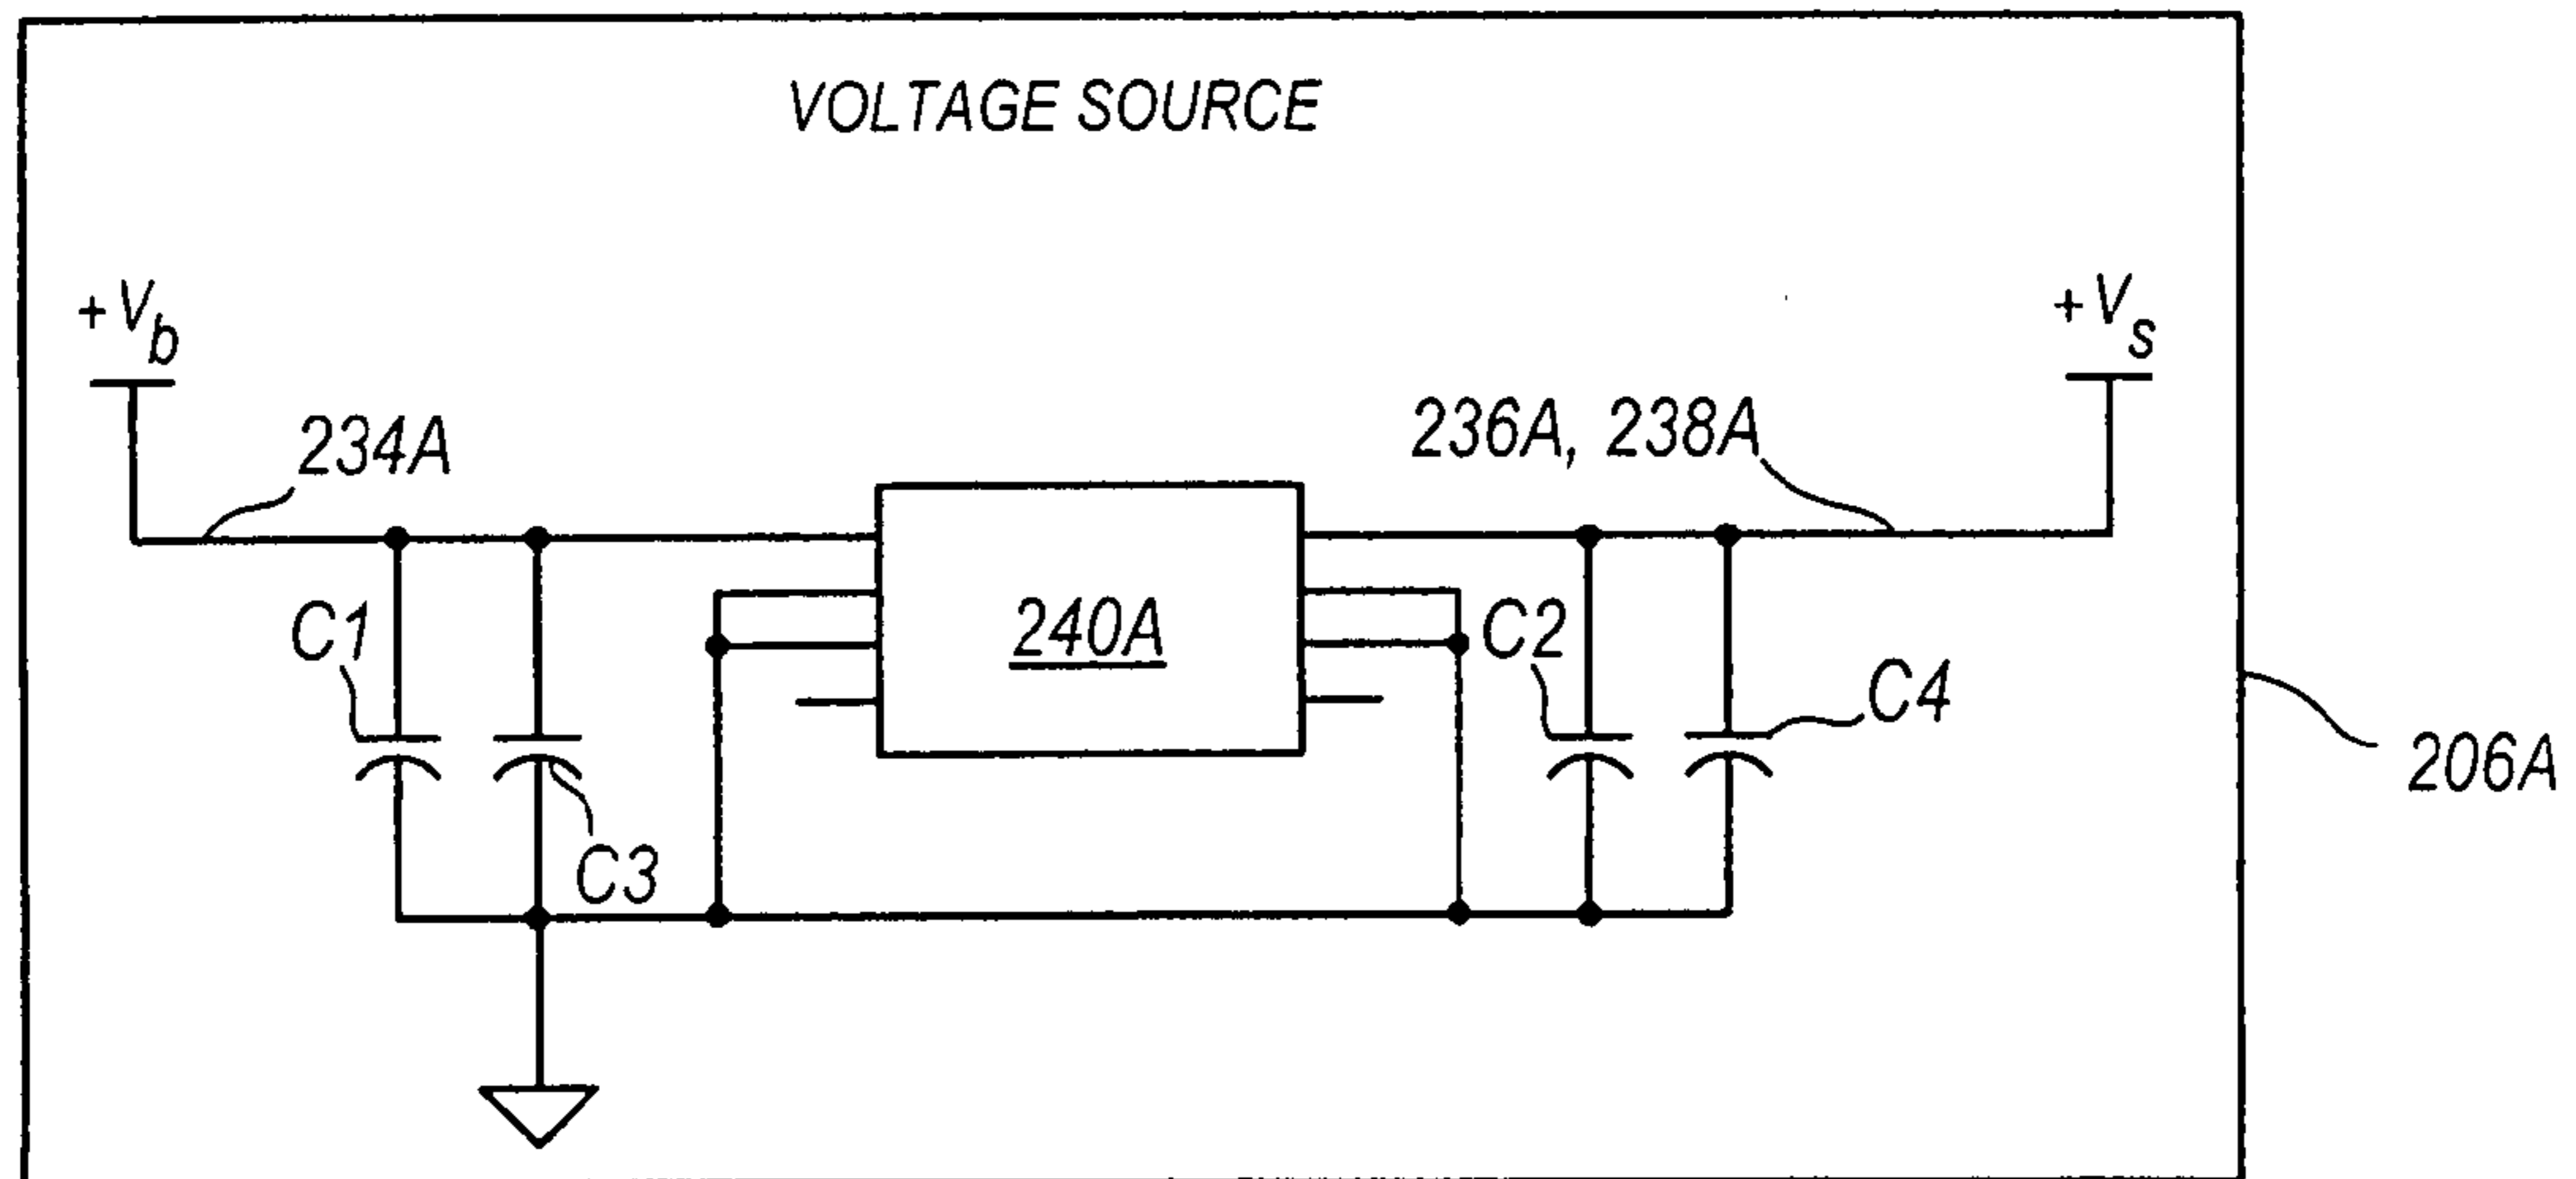 VOLTAGE SOURCE
+Vb
+Vs
234A
236A, 238A
C1
240A
C2
C4
206A
C3